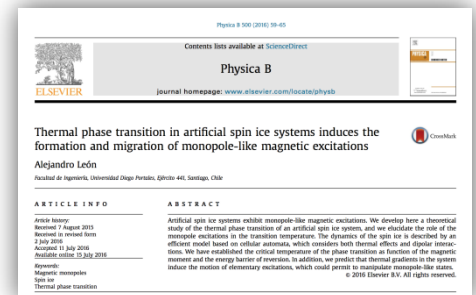 Physica B 500 (2016) 59–65
Contents lists available at ScienceDirect
Physica B
journal homepage: www.elsevier.com/locate/physb
ELSEVIER
PHYSICA
Thermal phase transition in artificial spin ice systems induces the
formation and migration of monopole-like magnetic excitations
CrossMark
Alejandro León
Facultad de Ingeniería, Universidad Diego Portales, Ejército 441, Santiago, Chile
ARTICLE INFO
Article history:
Received 7 August 2015
Received in revised form
2 July 2016
Accepted 11 July 2016
Available online 15 July 2016
Keywords:
Magnetic monopoles
Spin ice
Thermal phase transition
ABSTRACT
Artificial spin ice systems exhibit monopole-like magnetic excitations. We develop here a theoretical
study of the thermal phase transition of an artificial spin ice system, and we elucidate the role of the
monopole excitations in the transition temperature. The dynamics of the spin ice is described by an
efficient model based on cellular automata, which considers both thermal effects and dipolar interac-
tions. We have established the critical temperature of the phase transition as function of the magnetic
moment and the energy barrier of reversion. In addition, we predict that thermal gradients in the system
induce the motion of elementary excitations, which could permit to manipulate monopole-like states.
© 2016 Elsevier B.V. All rights reserved.